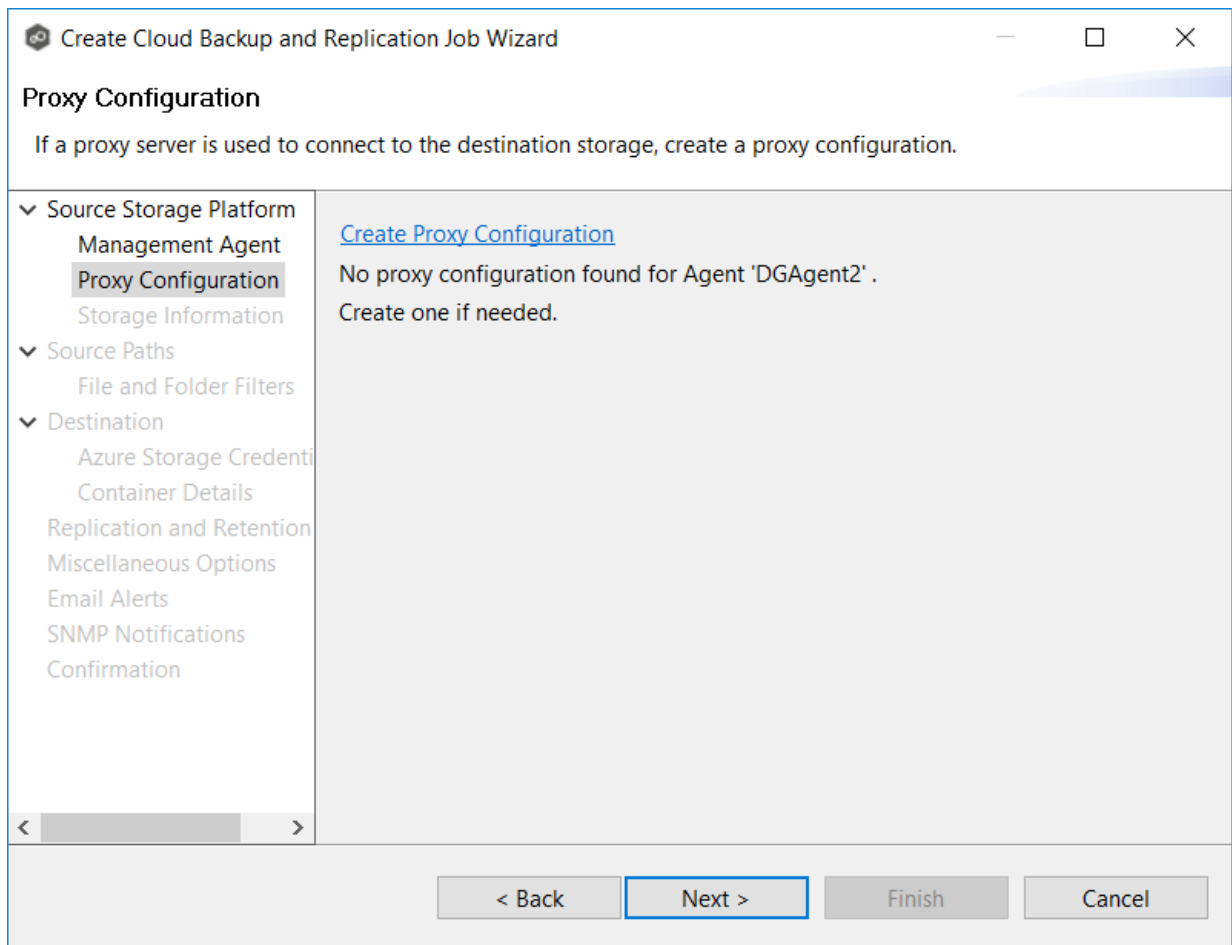 Create Cloud Backup and Replication Job Wizard
Proxy Configuration
If a proxy server is used to connect to the destination storage, create a proxy configuration.
Source Storage Platform
Management Agent
Proxy Configuration
Storage Information
Source Paths
File and Folder Filters
Destination
Azure Storage Credenti
Container Details
Replication and Retention
Miscellaneous Options
Email Alerts
SNMP Notifications
Confirmation
Create Proxy Configuration
No proxy configuration found for Agent 'DGAgent2' .
Create one if needed.
< Back Next > Finish Cancel